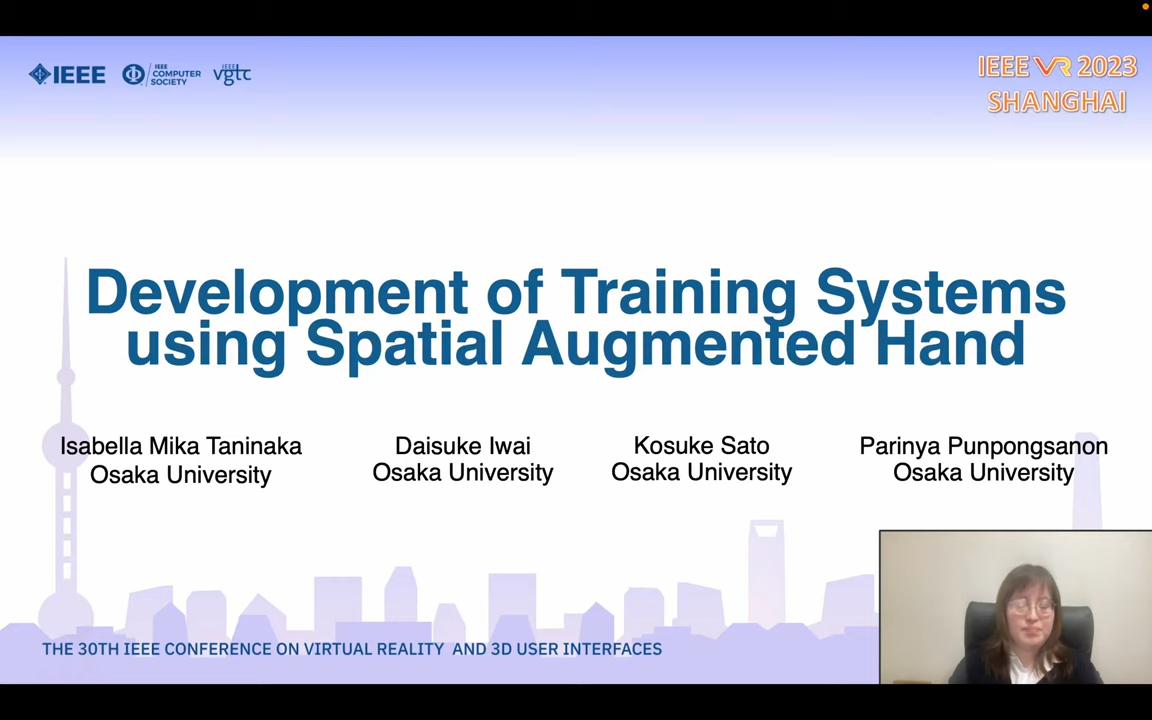 IEEE
IEEE
COMPUTER
SOCIETY
IEEE
vgtc
IEEE VR 2023
SHANGHAI
Development of Training Systems
using Spatial Augmented Hand
Isabella Mika Taninaka
Osaka University
Daisuke Iwai
Osaka University
Kosuke Sato
Osaka University
Parinya Punpongsanon
Osaka University
THE 30TH IEEE CONFERENCE ON VIRTUAL REALITY AND 3D USER INTERFACES